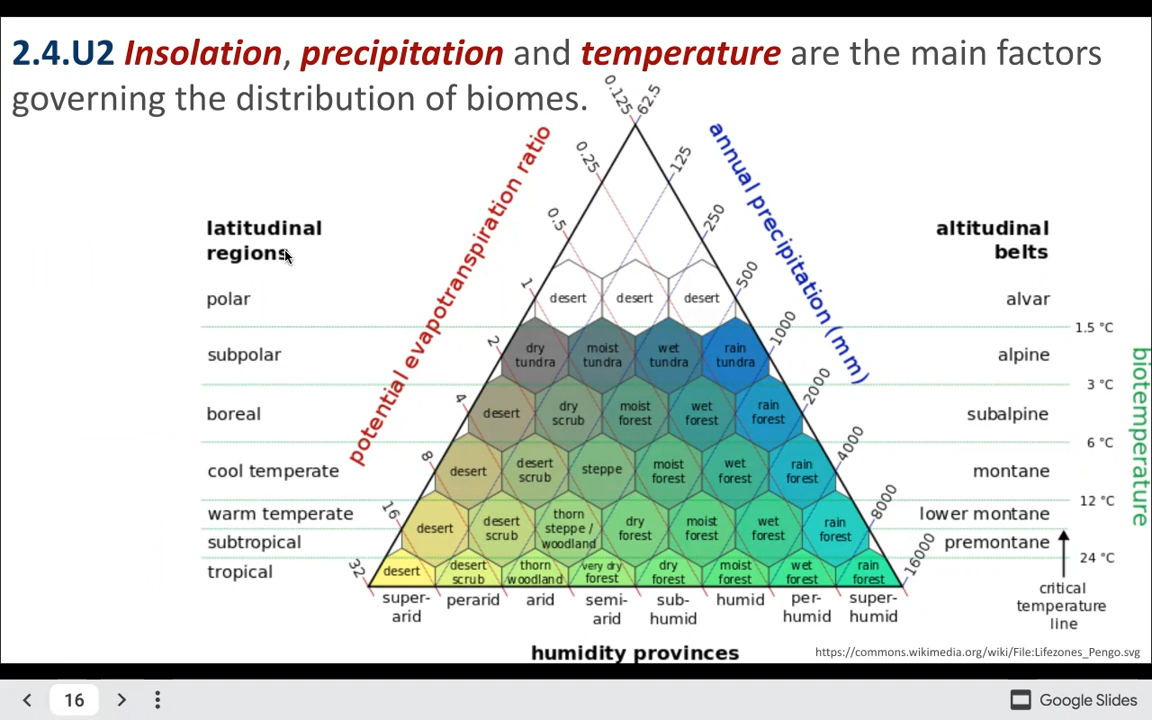 2.4.U2 Insolation, precipitation and temperature are the main factors
governing the distribution of biomes.
potential evapotranspiration ratio
0.125
0.25
0.5
1
2
4
8
16
32
annual precipitation (mm)
62.5
125
250
500
1000
2000
4000
8000
16000
latitudinal
regions
polar
subpolar
boreal
cool temperate
warm temperate
subtropical
tropical
altitudinal
belts
alvar
alpine
subalpine
montane
lower montane
premontane
1.5 °C
3 °C
6 °C
12 °C
24 °C
biotemperature
critical
temperature
line
desert
desert
desert
dry
tundra
moist
tundra
wet
tundra
rain
tundra
desert
dry
scrub
moist
forest
wet
forest
rain
forest
desert
desert
scrub
steppe
moist
forest
wet
forest
rain
forest
desert
desert
scrub
thorn
steppe /
woodland
dry
forest
moist
forest
wet
forest
rain
forest
desert
desert
scrub
thorn
woodland
very dry
forest
dry
forest
moist
forest
wet
forest
rain
forest
super-
arid
perarid
arid
semi-
arid
sub-
humid
humid
per-
humid
super-
humid
humidity provinces
https://commons.wikimedia.org/wiki/File:Lifezones_Pengo.svg
16
Google Slides